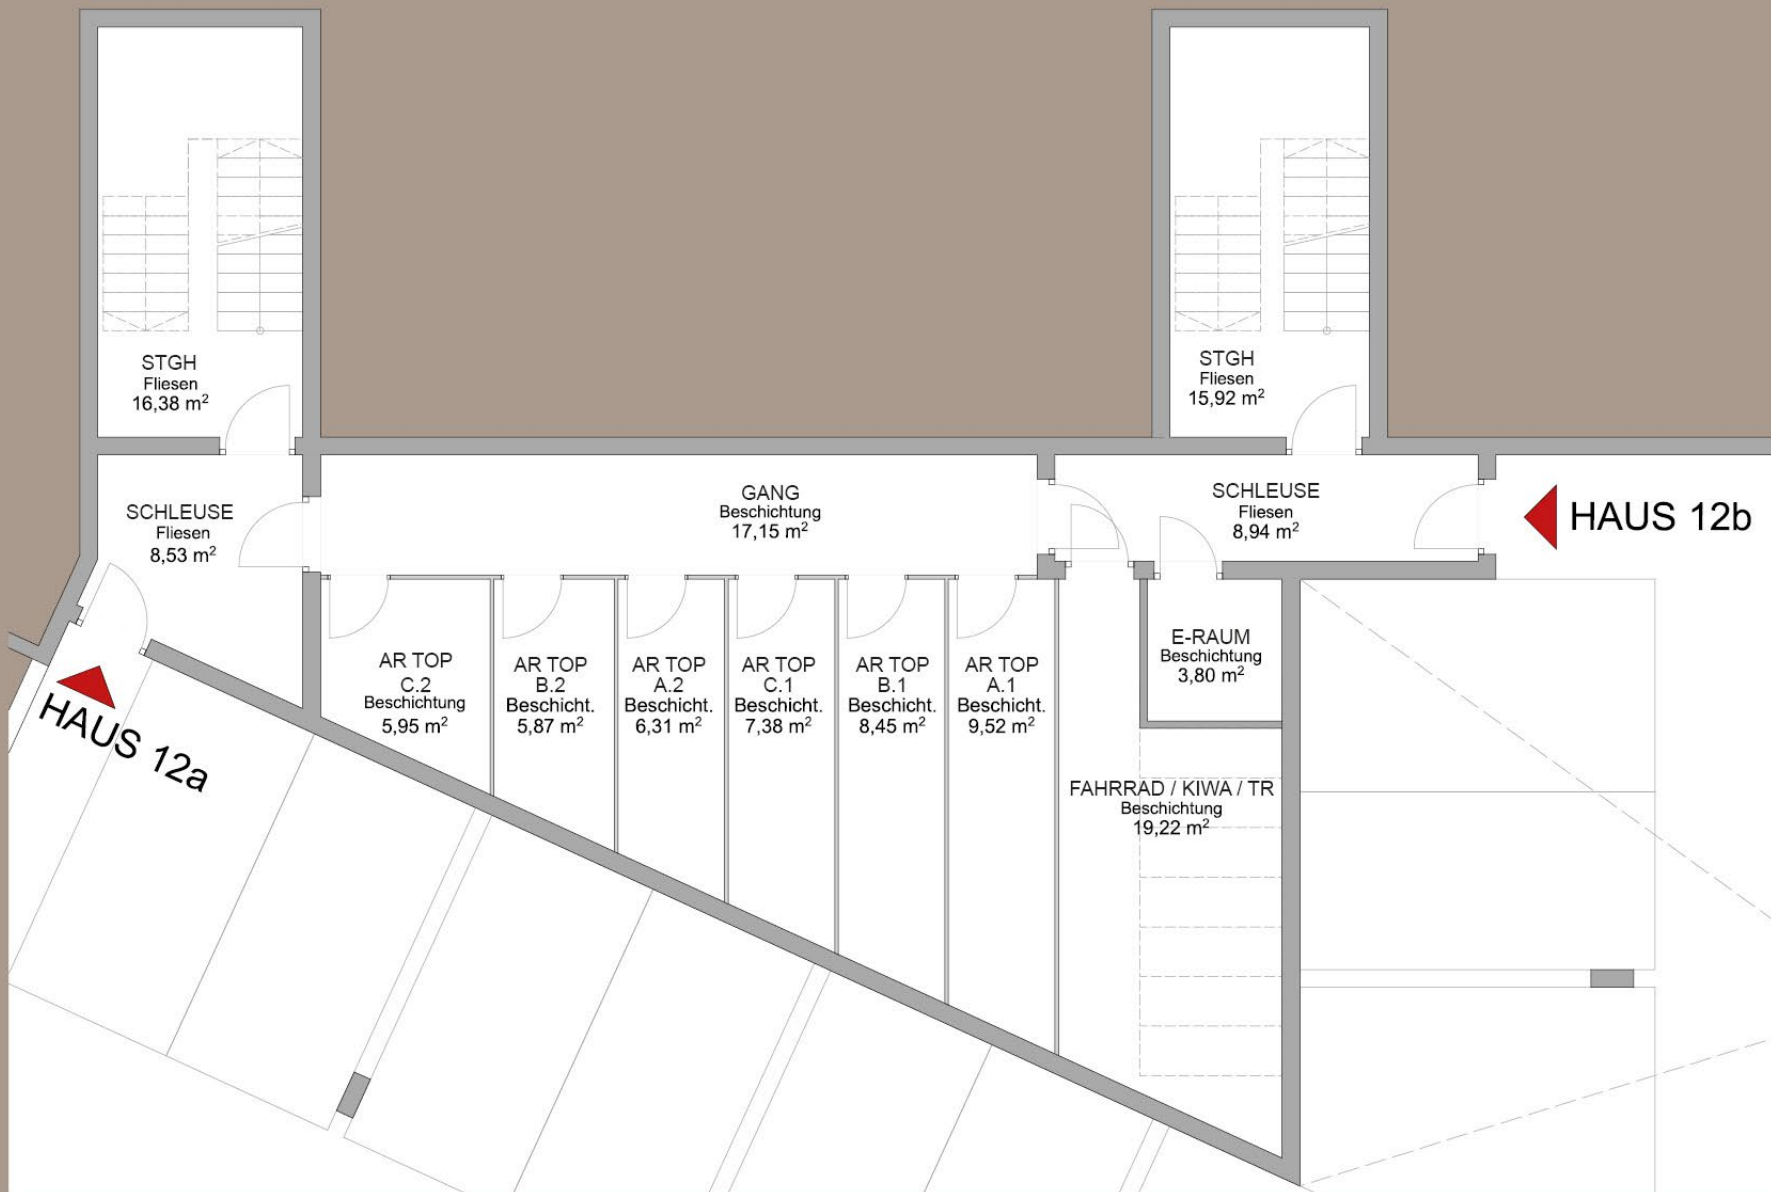 STGH
Fliesen
16,38 m²
STGH
Fliesen
15,92 m²
SCHLEUSE
Fliesen
8,53 m²
GANG
Beschichtung
17,15 m²
SCHLEUSE
Fliesen
8,94 m²
HAUS 12b
HAUS 12a
AR TOP
C.2
Beschichtung
5,95 m²
AR TOP
B.2
Beschicht.
5,87 m²
AR TOP
A.2
Beschicht.
6,31 m²
AR TOP
C.1
Beschicht.
7,38 m²
AR TOP
B.1
Beschicht.
8,45 m²
AR TOP
A.1
Beschicht.
9,52 m²
E-RAUM
Beschichtung
3,80 m²
FAHRRAD / KIWA / TR
Beschichtung
19,22 m²